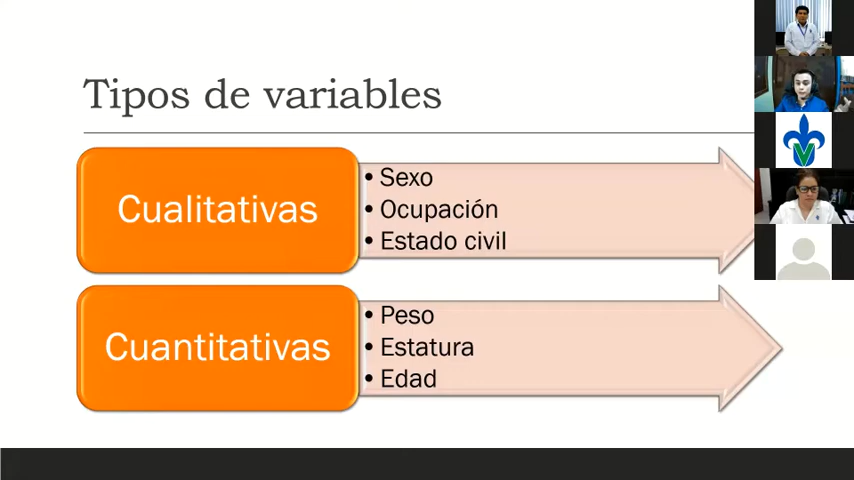 Tipos de variables
Cualitativas
• Sexo
• Ocupación
• Estado civil
Cuantitativas
• Peso
• Estatura
• Edad